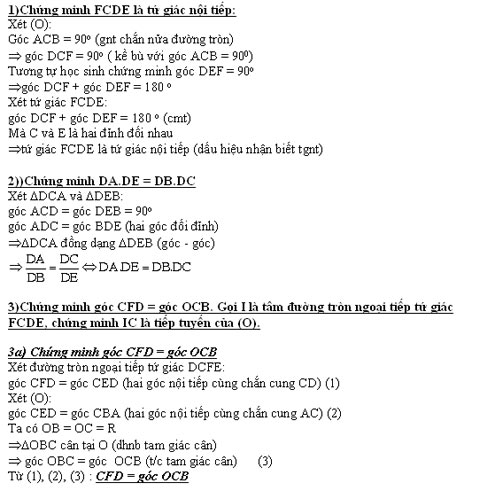 1)Chứng minh FCDE là tứ giác nội tiếp:
Xét (O):
Góc ACB = 90º (gnt chắn nửa đường tròn)
⇒ góc DCF = 90º ( kề bù với góc ACB = 90⁰)
Tương tự học sinh chứng minh góc DEF = 90º
⇒góc DCF + góc DEF = 180 º
Xét tứ giác FCDE:
góc DCF + góc DEF = 180 º (cmt)
Mà C và E là hai đỉnh đối nhau
⇒tứ giác FCDE là tứ giác nội tiếp (dấu hiệu nhận biết tgnt)
2))Chứng minh DA.DE = DB.DC
Xét ΔDCA và ΔDEB:
góc ACD = góc DEB = 90º
góc ADC = góc BDE (hai góc đối đỉnh)
⇒ΔDCA đồng dạng ΔDEB (góc - góc)
⇒ DA/DB = DC/DE ⇔ DA.DE = DB.DC
3)Chứng minh góc CFD = góc OCB. Gọi I là tâm đường tròn ngoại tiếp tứ giác
FCDE, chứng minh IC là tiếp tuyến của (O).
3a) Chứng minh góc CFD = góc OCB
Xét đường tròn ngoại tiếp tứ giác DCFE:
góc CFD = góc CED (hai góc nội tiếp cùng chắn cung CD) (1)
Xét (O):
góc CED = góc CBA (hai góc nội tiếp cùng chắn cung AC) (2)
Ta có OB = OC = R
⇒ΔOBC cân tại O (dhnb tam giác cân)
⇒ góc OBC = góc OCB (t/c tam giác cân) (3)
Từ (1), (2), (3) : CFD = góc OCB